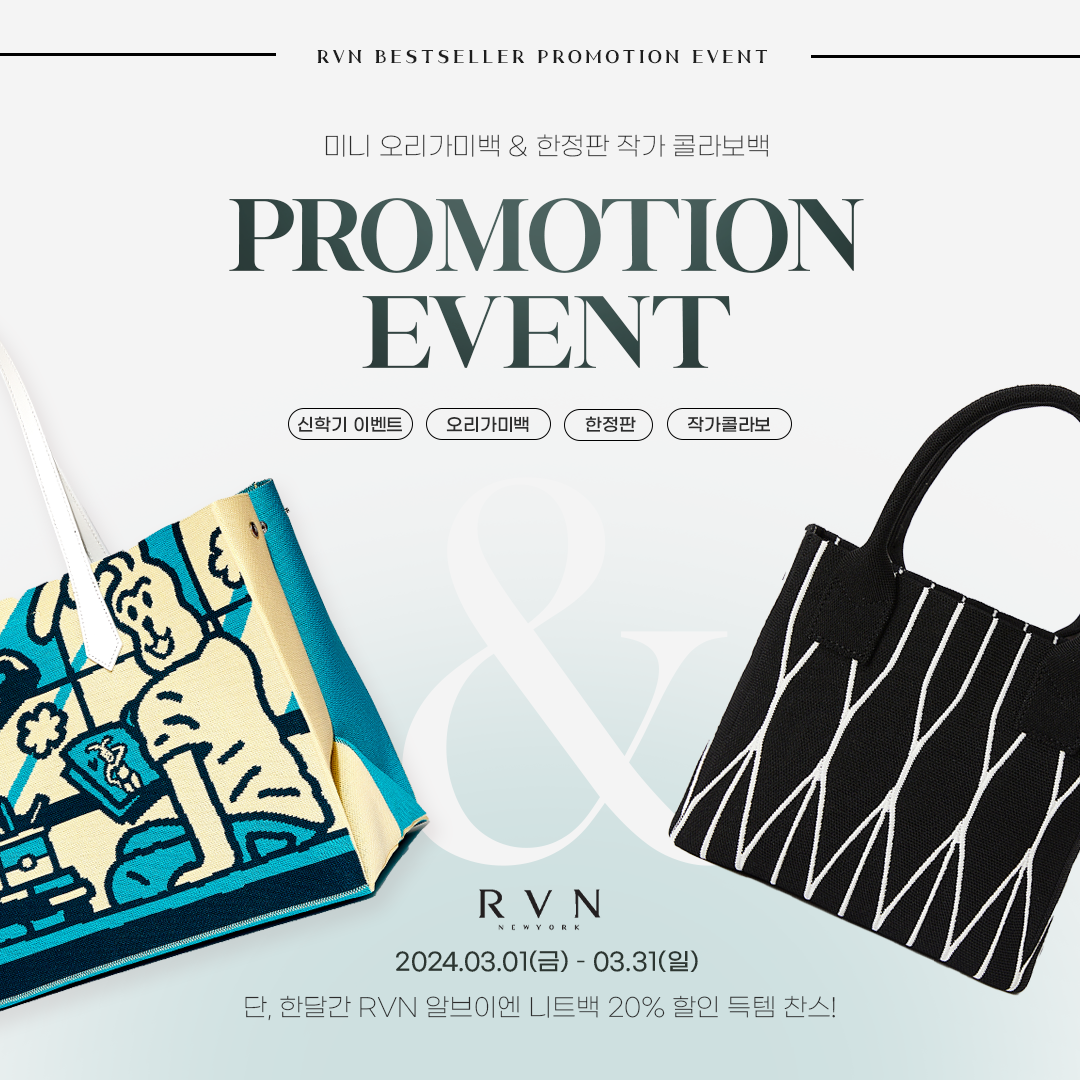 RVN BESTSELLER PROMOTION EVENT
미니 오리가미백 & 한정판 작가 콜라보백
PROMOTION
EVENT
신학기 이벤트 오리가미백 한정판 작가콜라보
&
RVN
NEWYORK
2024.03.01(금) - 03.31(일)
단, 한달간 RVN 알브이엔 니트백 20% 할인 득템 찬스!